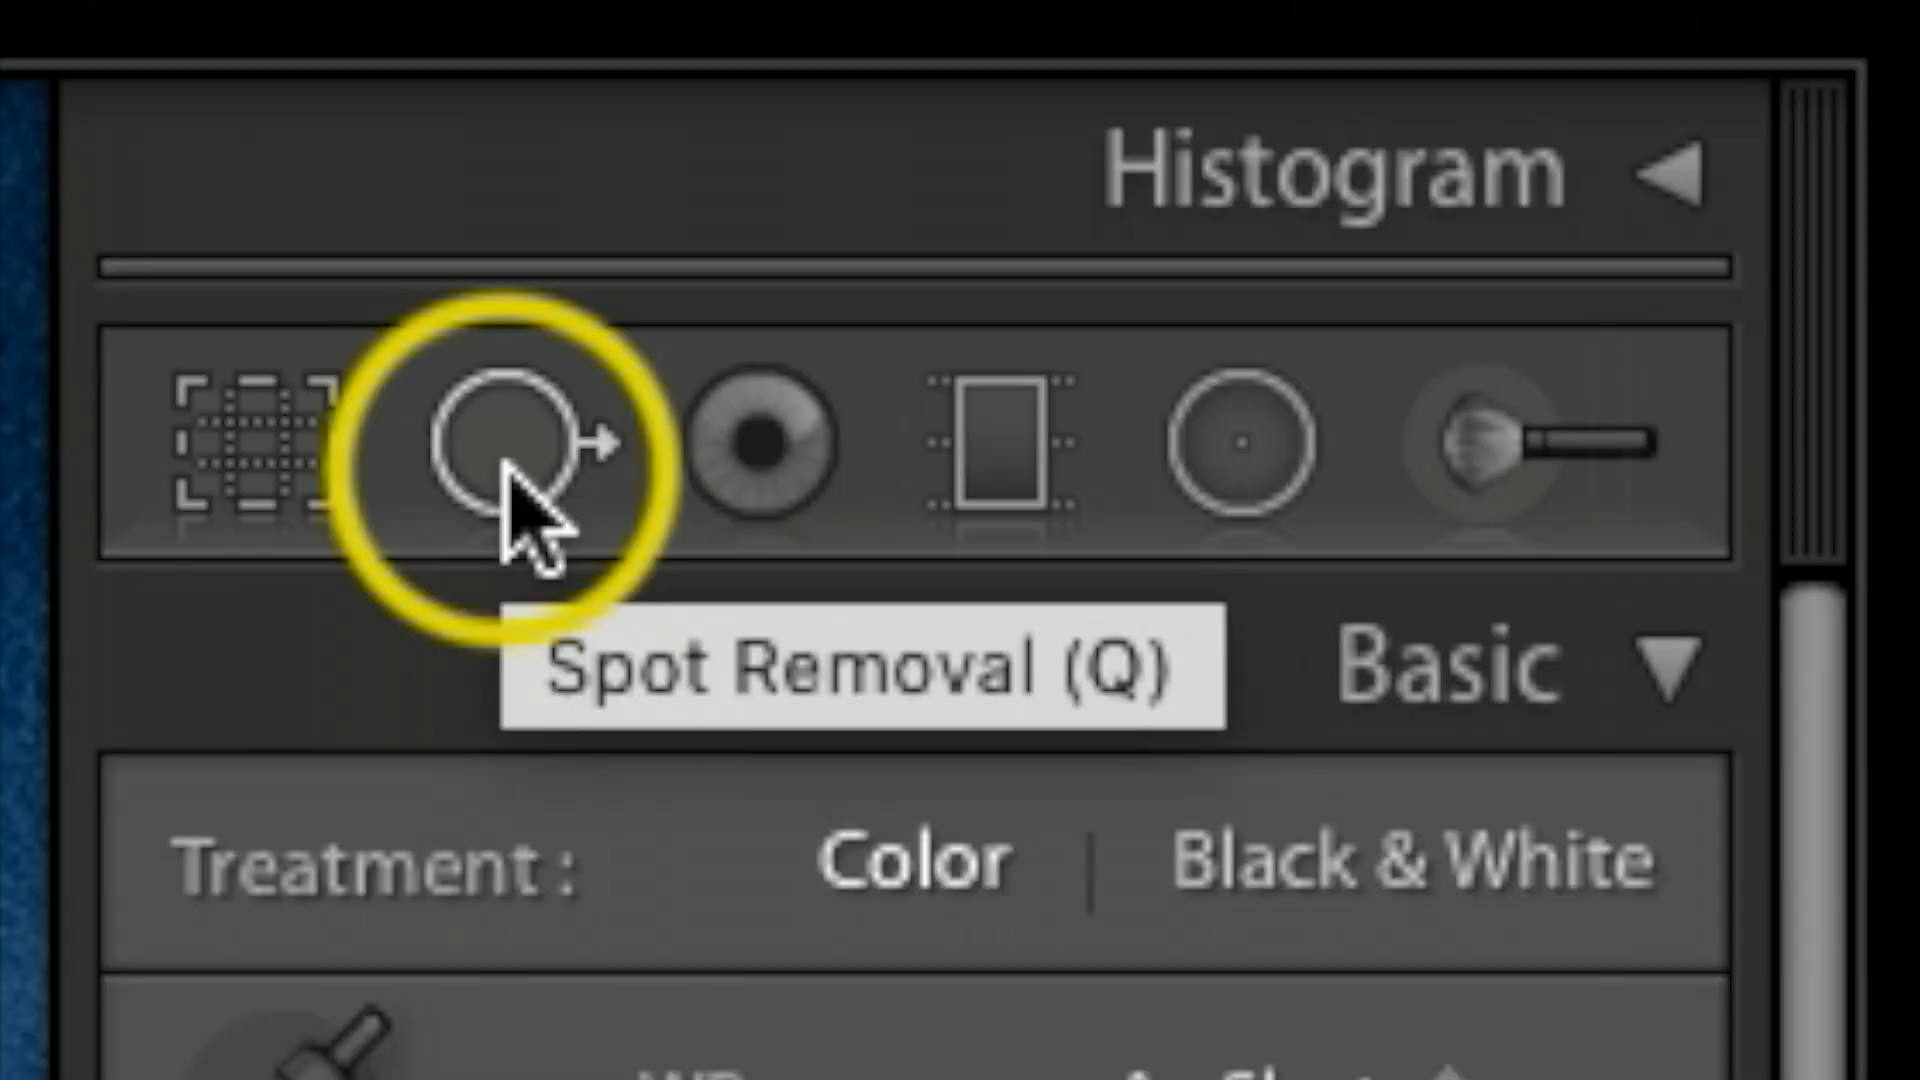 Histogram
Spot Removal (Q)
Basic
Treatment : Color | Black & White